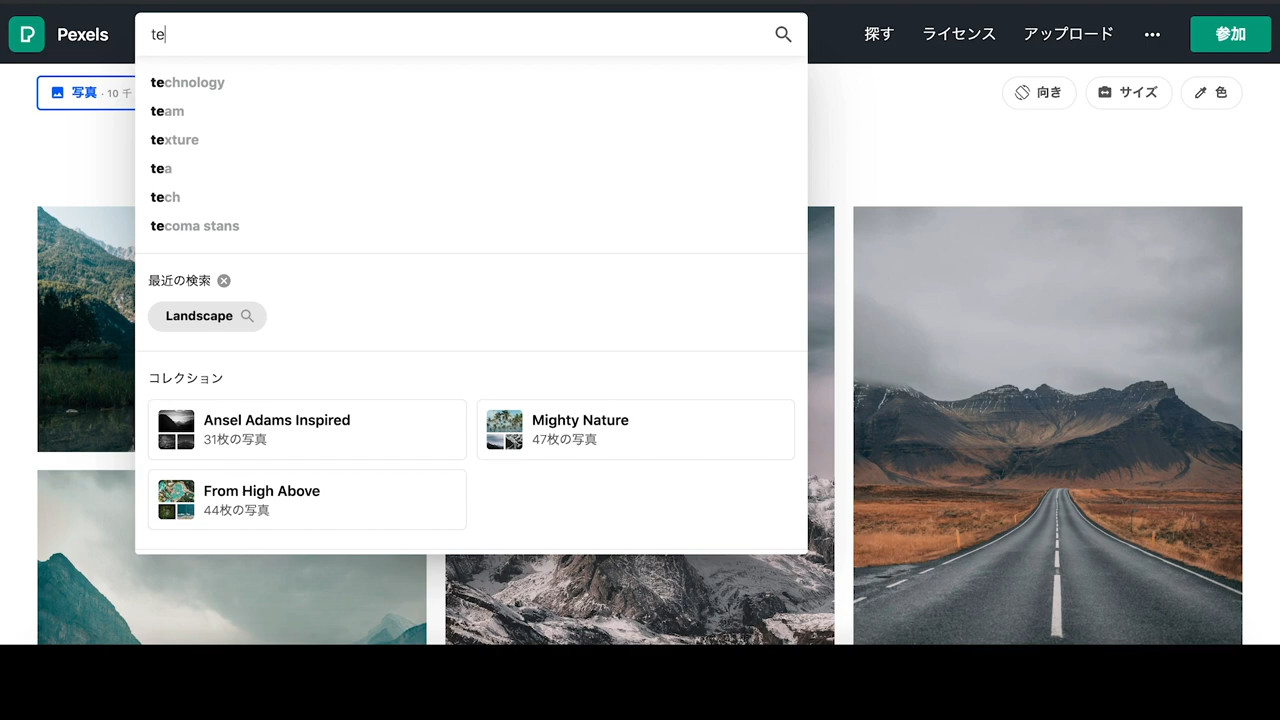 Pexels
te
探す
ライセンス
アップロード
参加
写真 · 10 千
向き
サイズ
色
technology
team
texture
tea
tech
tecoma stans
最近の検索
Landscape
コレクション
Ansel Adams Inspired
31枚の写真
Mighty Nature
47枚の写真
From High Above
44枚の写真